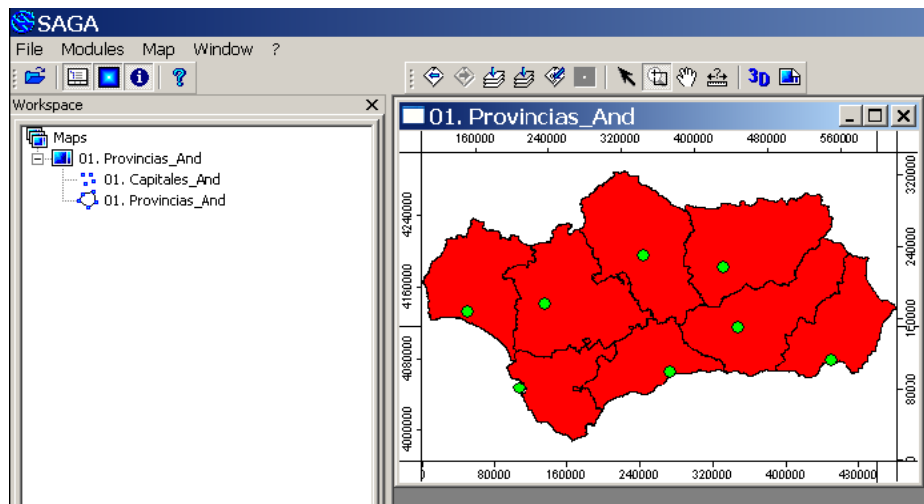 SAGA
File Modules Map Window ?
3D
Workspace X
Maps
01. Provincias_And
01. Capitales_And
01. Provincias_And
01. Provincias_And
160000 240000 320000 400000 480000 560000
4240000
4160000
4080000
4000000
320000
240000
160000
80000
0
0 80000 160000 240000 320000 400000 480000